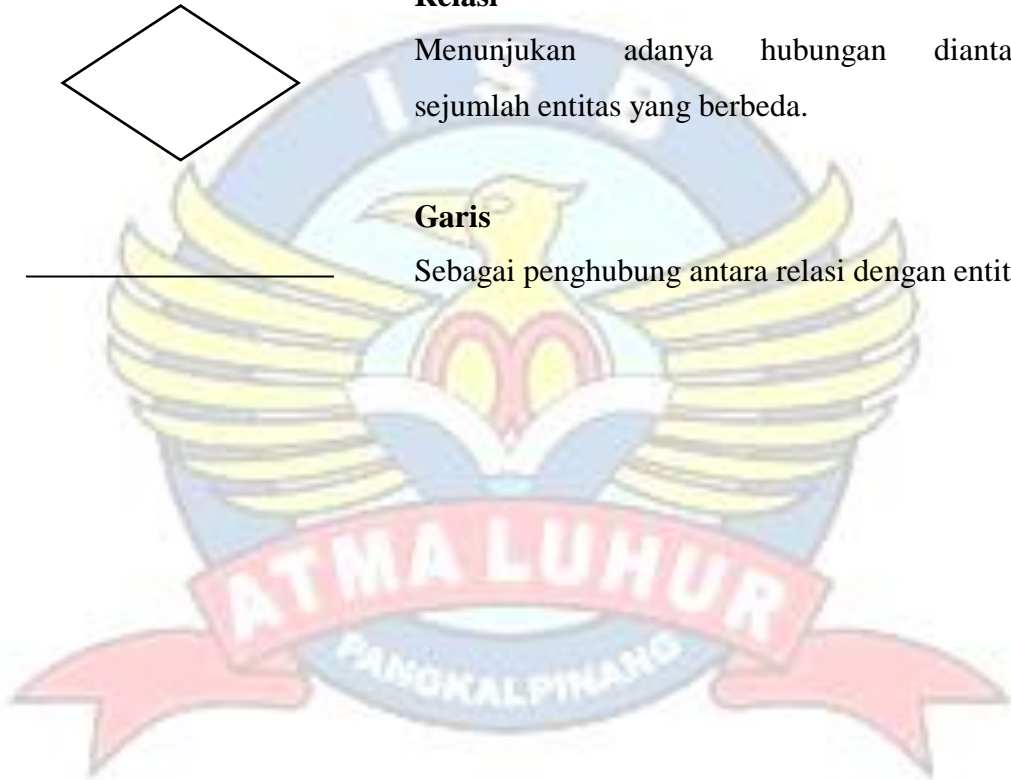 Relasi
Menunjukan adanya hubungan dianta
sejumlah entitas yang berbeda.
Garis
Sebagai penghubung antara relasi dengan entit
I S B
ATMA LUHUR
PANGKALPINANG